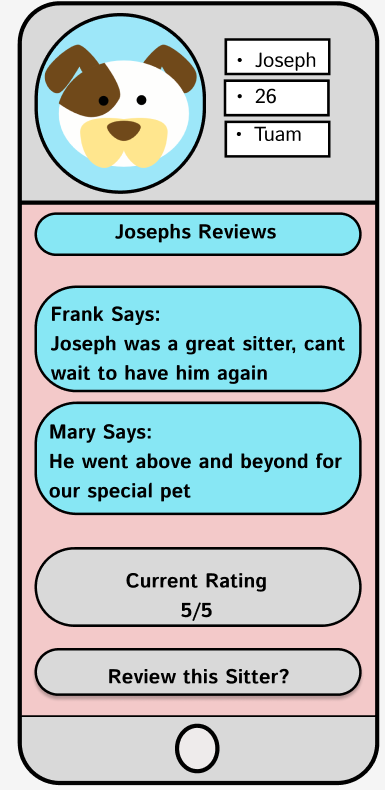 • Joseph
• 26
• Tuam
Josephs Reviews
Frank Says:
Joseph was a great sitter, cant
wait to have him again
Mary Says:
He went above and beyond for
our special pet
Current Rating
5/5
Review this Sitter?